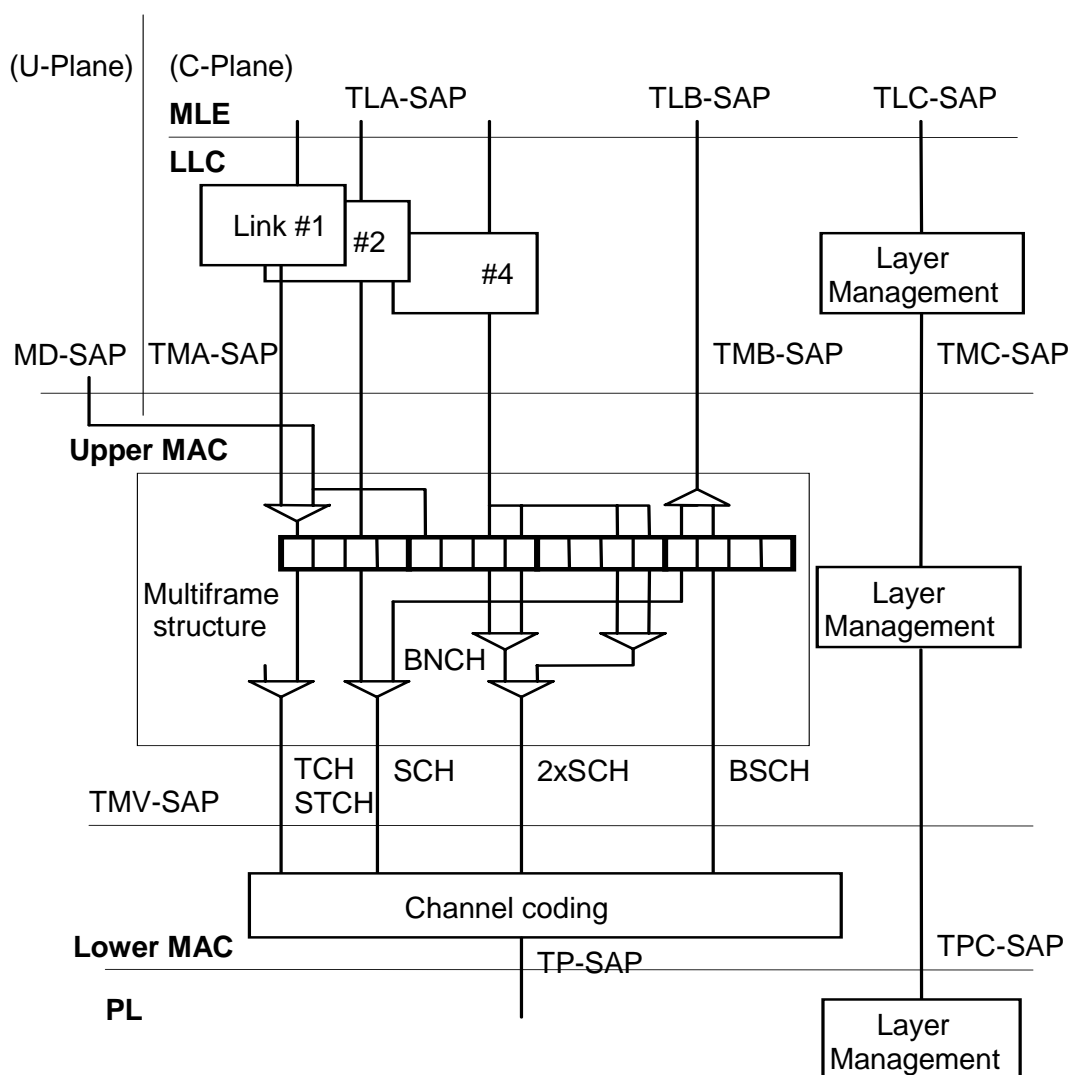 (U-Plane) (C-Plane)
TLA-SAP TLB-SAP TLC-SAP
MLE
LLC
Link #1
#2
#4
Layer
Management
MD-SAP TMA-SAP TMB-SAP TMC-SAP
Upper MAC
Multiframe
structure
Layer
Management
BNCH
TCH SCH 2xSCH BSCH
STCH
TMV-SAP
Channel coding
Lower MAC
TP-SAP
TPC-SAP
PL
Layer
Management